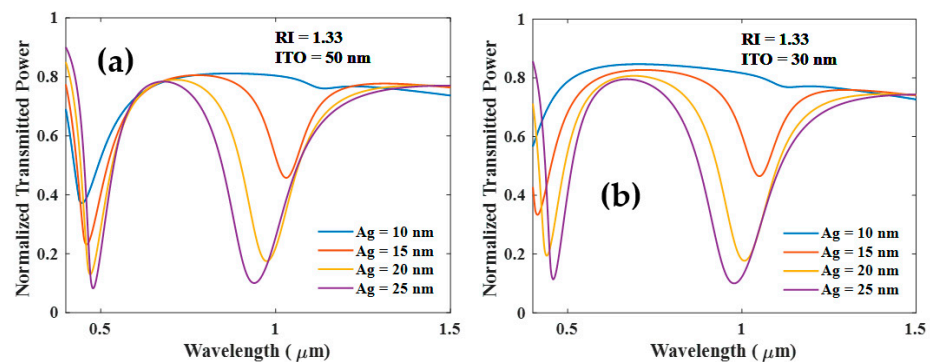 (a)
RI = 1.33
ITO = 50 nm
Normalized Transmitted Power
1
0.8
0.6
0.4
0.2
0
0.5
1
1.5
Ag = 10 nm
Ag = 15 nm
Ag = 20 nm
Ag = 25 nm
Wavelength ( μm)
(b)
RI = 1.33
ITO = 30 nm
Normalized Transmitted Power
1
0.8
0.6
0.4
0.2
0
0.5
1
1.5
Ag = 10 nm
Ag = 15 nm
Ag = 20 nm
Ag = 25 nm
Wavelength ( μm)